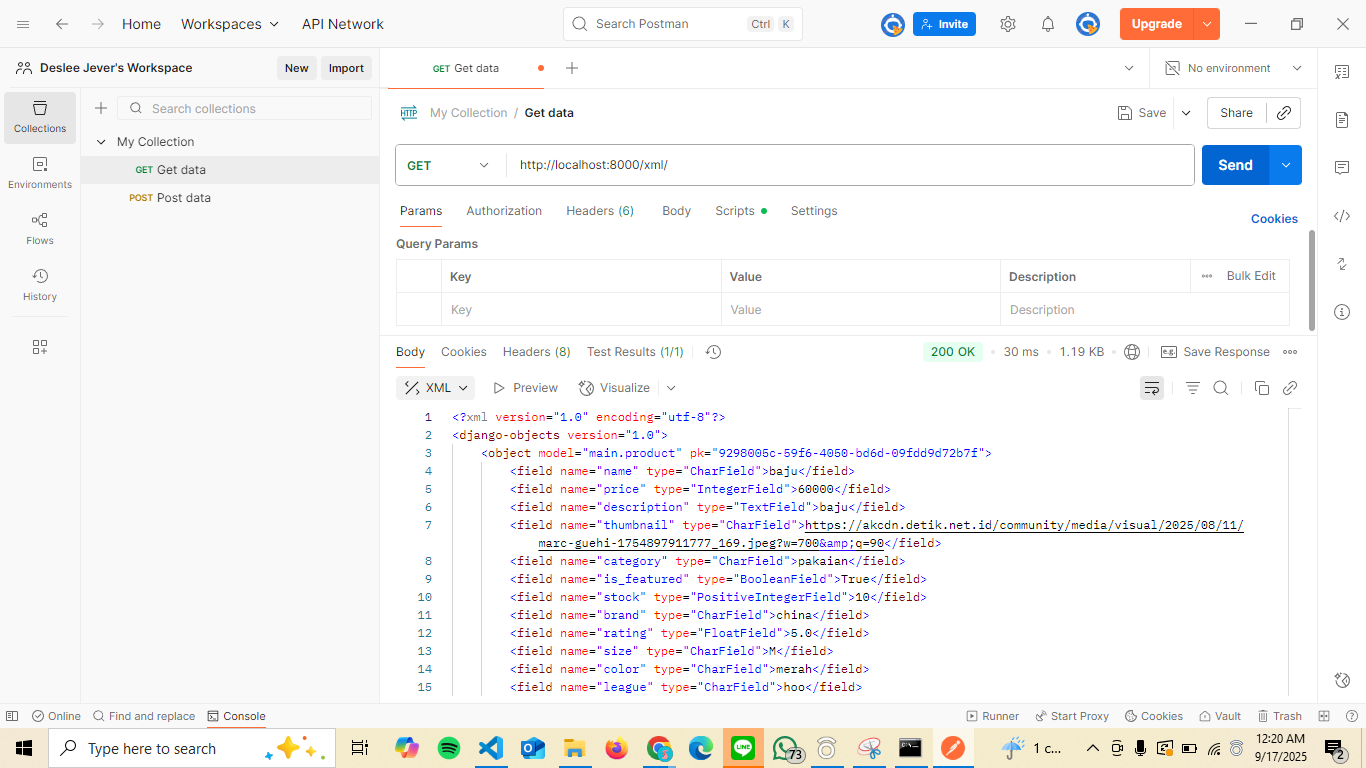 Home Workspaces API Network Search Postman Ctrl K Invite Upgrade
Deslee Jever's Workspace New Import GET Get data No environment
Collections
Search collections
My Collection
GET Get data
POST Post data
Environments
Flows
History
HTTP My Collection / Get data Save Share
GET http://localhost:8000/xml/ Send
Params Authorization Headers (6) Body Scripts Settings Cookies
Query Params
Key Value Description Bulk Edit
Key Value Description
Body Cookies Headers (8) Test Results (1/1) 200 OK 30 ms 1.19 KB e.g. Save Response
XML Preview Visualize
1 <?xml version="1.0" encoding="utf-8"?>
2 <django-objects version="1.0">
3 <object model="main.product" pk="9298005c-59f6-4050-bd6d-09fdd9d72b7f">
4 <field name="name" type="CharField">baju</field>
5 <field name="price" type="IntegerField">60000</field>
6 <field name="description" type="TextField">baju</field>
7 <field name="thumbnail" type="CharField">https://akcdn.detik.net.id/community/media/visual/2025/08/11/
marc-guehi-1754897911777_169.jpeg?w=700&amp;q=90</field>
8 <field name="category" type="CharField">pakaian</field>
9 <field name="is_featured" type="BooleanField">True</field>
10 <field name="stock" type="PositiveIntegerField">10</field>
11 <field name="brand" type="CharField">china</field>
12 <field name="rating" type="FloatField">5.0</field>
13 <field name="size" type="CharField">M</field>
14 <field name="color" type="CharField">merah</field>
15 <field name="league" type="CharField">hoo</field>
Online Find and replace Console Runner Start Proxy Cookies Vault Trash
Type here to search LINE 73 1 c... 12:20 AM
9/17/2025 2